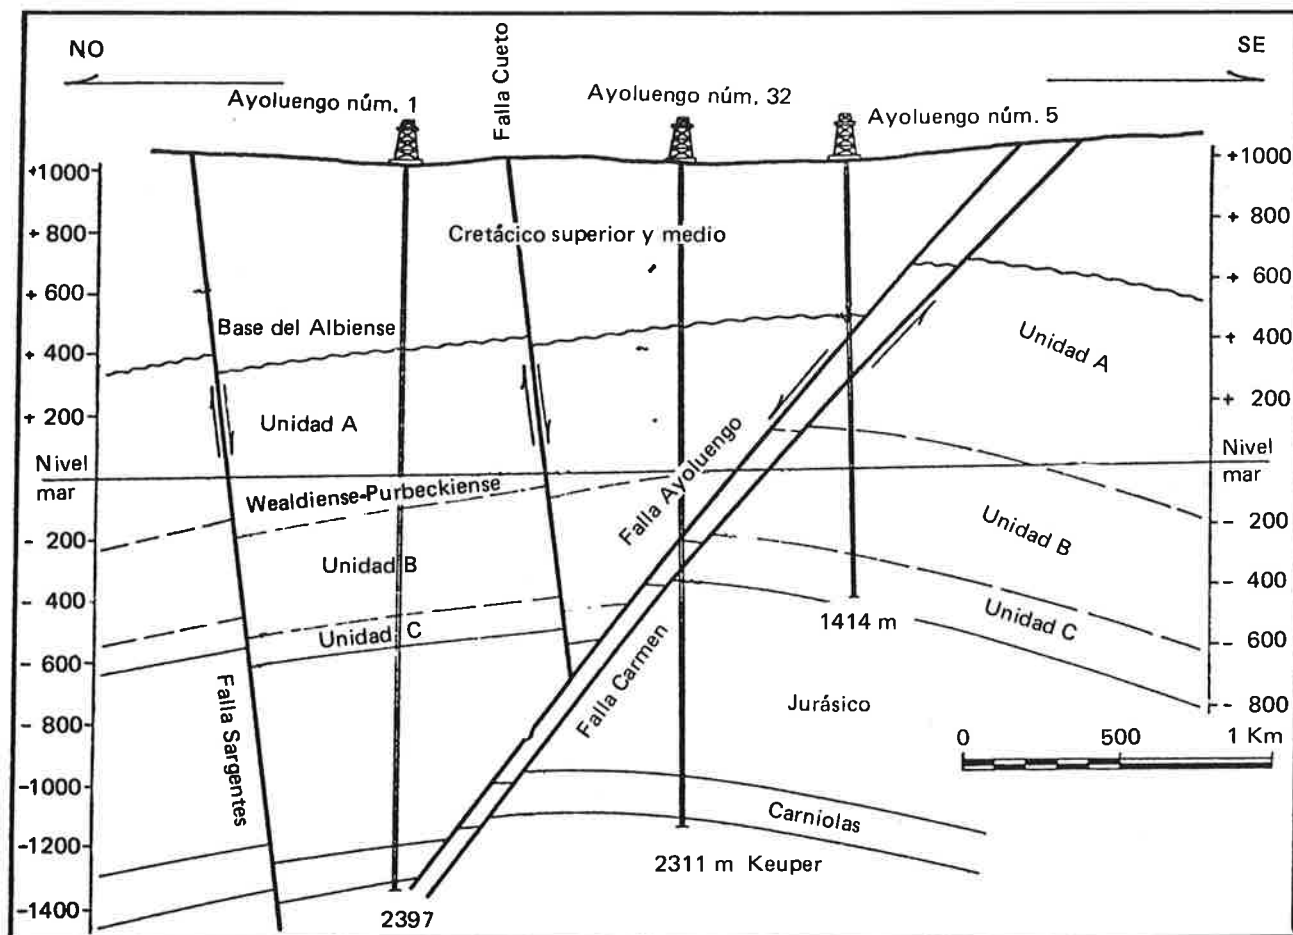 NO
SE
Ayoluengo núm. 1
Falla Cueto
Ayoluengo núm. 32
Ayoluengo núm. 5
+1000
+ 800
+ 600
+ 400
+ 200
Nivel
mar
- 200
- 400
- 600
- 800
-1000
-1200
-1400
Cretácico superior y medio
Base del Albiense
Unidad A
Wealdiense-Purbeckiense
Unidad B
Unidad C
Falla Sargentes
Falla Ayoluengo
Falla Carmen
2397
2311 m Keuper
1414 m
Jurásico
Carniolas
Unidad A
Unidad B
Unidad C
+ 1000
+ 800
+ 600
+ 400
+ 200
Nivel
mar
- 200
- 400
- 600
- 800
0 500 1 Km